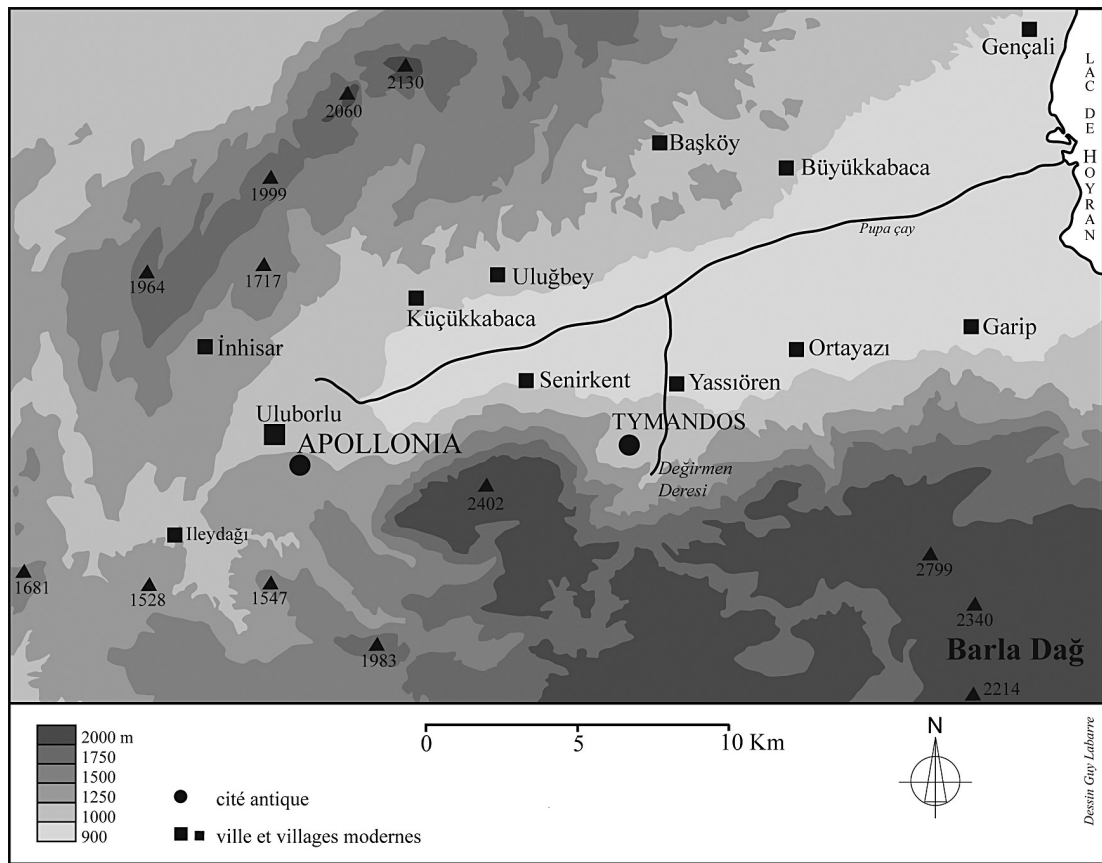 Gençali
LAC DE HOYRAN
2130
2060
Başköy
Büyükkabaca
1999
Pupa çay
1964
1717
Uluğbey
Küçükkabaca
İnhisar
Garip
Ortayazı
Senirkent
Yassıören
Uluborlu
APOLLONIA
TYMANDOS
Değirmen
Deresi
2402
Ileydağı
2799
1681
1528
1547
2340
1983
Barla Dağ
2214
2000 m
1750
1500
1250
1000
900
0 5 10 Km
N
cité antique
ville et villages modernes
Dessin Guy Labarre